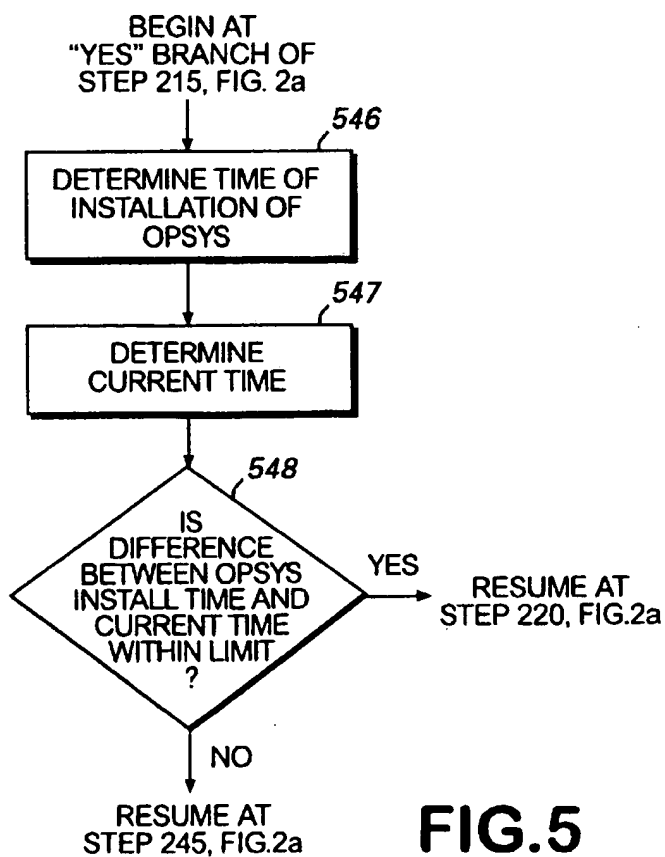 BEGIN AT
“YES” BRANCH OF
STEP 215, FIG. 2a
546
DETERMINE TIME OF
INSTALLATION OF
OPSYS
547
DETERMINE
CURRENT TIME
548
IS
DIFFERENCE
BETWEEN OPSYS
INSTALL TIME AND
CURRENT TIME
WITHIN LIMIT
?
YES
RESUME AT
STEP 220, FIG.2a
NO
RESUME AT
STEP 245, FIG.2a
FIG.5